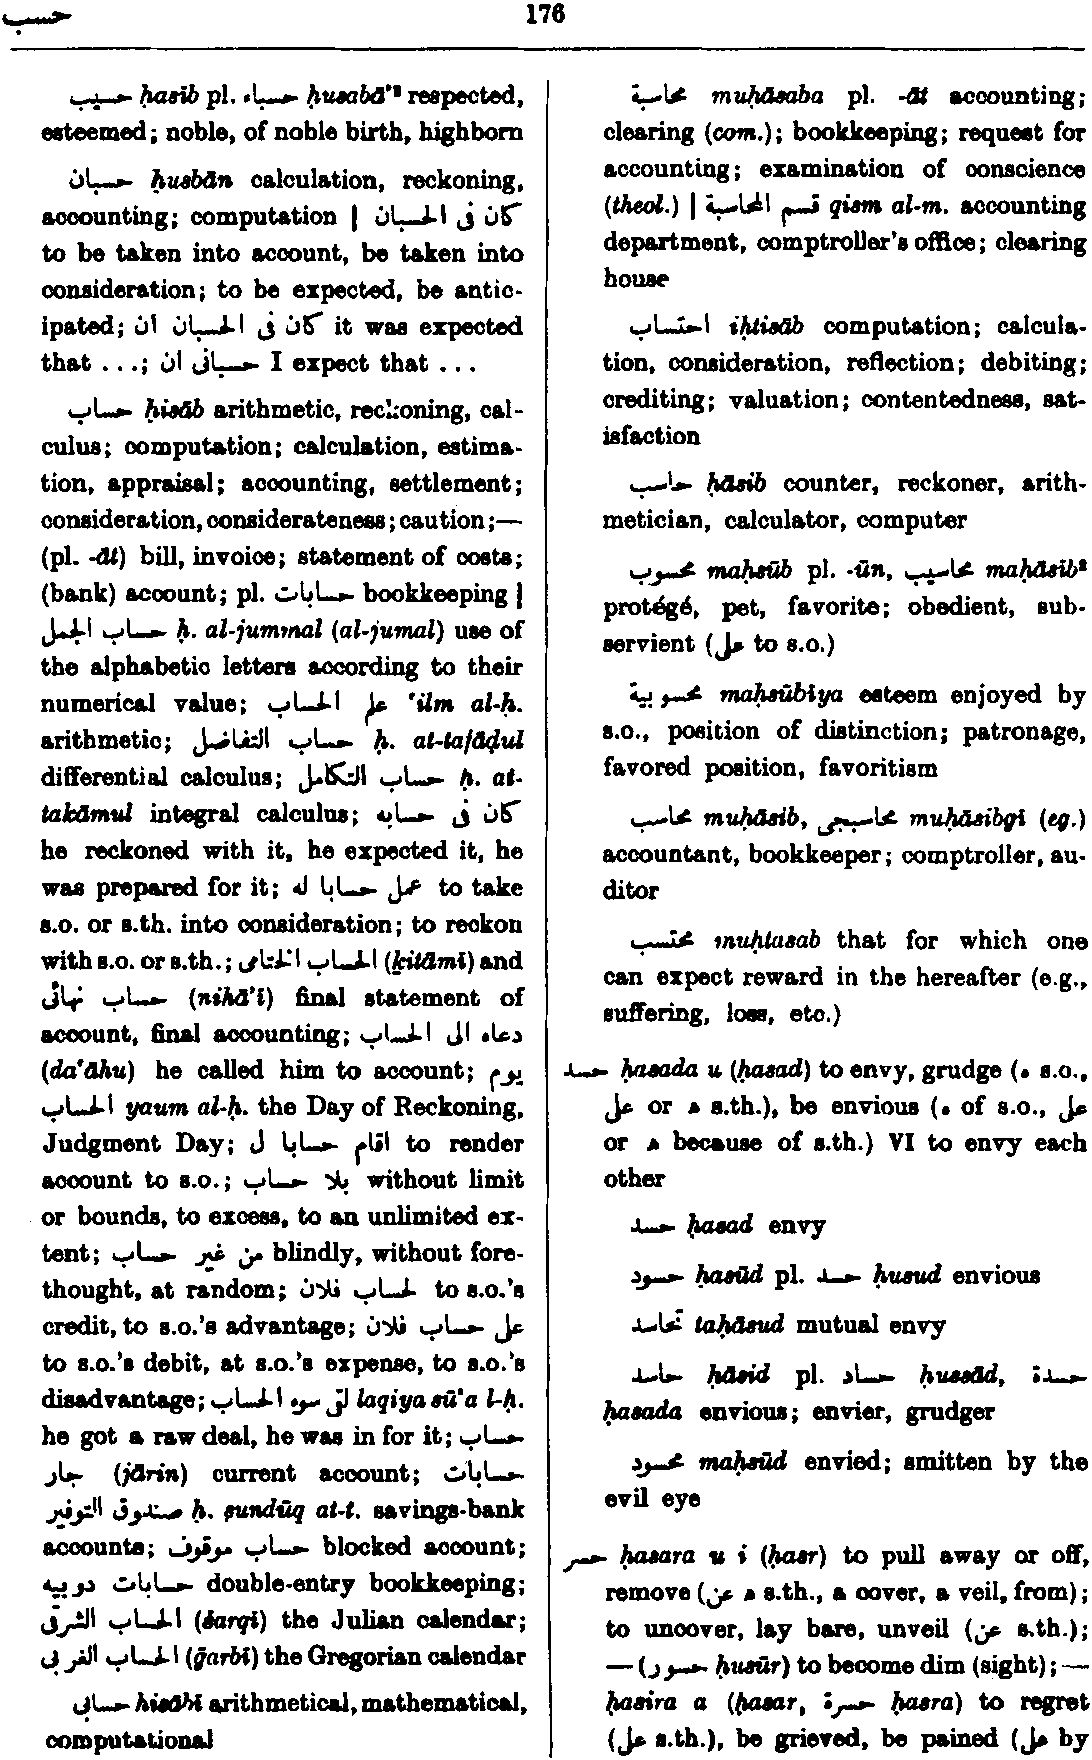 حسب 176
حسيب ḥasīb pl. حسباء ḥusabā'² respected,
esteemed; noble, of noble birth, highborn
حسبان ḥusbān calculation, reckoning,
accounting; computation | كان فى الحسبان
to be taken into account, be taken into
consideration; to be expected, be antic-
ipated; كان فى الحسبان ان it was expected
that ...; حسبانى ان I expect that ...
حساب ḥisāb arithmetic, reckoning, cal-
culus; computation; calculation, estima-
tion, appraisal; accounting, settlement;
consideration, considerateness; caution; —
(pl. -āt) bill, invoice; statement of costs;
(bank) account; pl. حسابات bookkeeping |
حساب الجمل ḥ. al-jummal (al-jumal) use of
the alphabetic letters according to their
numerical value; علم الحساب 'ilm al-ḥ.
arithmetic; حساب التفاضل ḥ. at-tafāḍul
differential calculus; حساب التكامل ḥ. at-
takāmul integral calculus; كان فى حسابه
he reckoned with it, he expected it, he
was prepared for it; عمل حسابا له to take
s.o. or s.th. into consideration; to reckon
with s.o. or s.th.; الحساب الختامى (ḵitāmī) and
حساب نهائى (nihā'ī) final statement of
account, final accounting; دعاه الى الحساب
(da'āhu) he called him to account; يوم
الحساب yaum al-ḥ. the Day of Reckoning,
Judgment Day; اقام حسابا ل to render
account to s.o.; بلا حساب without limit
or bounds, to excess, to an unlimited ex-
tent; من غير حساب blindly, without fore-
thought, at random; لحساب فلان to s.o.'s
credit, to s.o.'s advantage; على حساب فلان
to s.o.'s debit, at s.o.'s expense, to s.o.'s
disadvantage; لقى سوء الحساب laqiya sū'a l-ḥ.
he got a raw deal, he was in for it; حساب
جار (jārin) current account; حسابات
صندوق التوفير ḥ. ṣundūq at-t. savings-bank
accounts; حساب موقوف blocked account;
حسابات دوبيه double-entry bookkeeping;
الحساب الشرقى (šarqī) the Julian calendar;
الحساب الغربى (ḡarbī) the Gregorian calendar
حسابى ḥisābī arithmetical, mathematical,
computational
محاسبة muḥāsaba pl. -āt accounting;
clearing (com.); bookkeeping; request for
accounting; examination of conscience
(theol.) | قسم المحاسبة qism al-m. accounting
department, comptroller's office; clearing
house
احتساب iḥtisāb computation; calcula-
tion, consideration, reflection; debiting;
crediting; valuation; contentedness, sat-
isfaction
حاسب ḥāsib counter, reckoner, arith-
metician, calculator, computer
محسوب maḥsūb pl. -ūn, محاسيب maḥāsīb²
protégé, pet, favorite; obedient, sub-
servient (على to s.o.)
محسوبية maḥsūbīya esteem enjoyed by
s.o., position of distinction; patronage,
favored position, favoritism
محاسب muḥāsib, محاسبجى muḥāsibgī (eg.)
accountant, bookkeeper; comptroller, au-
ditor
محتسب muḥtasab that for which one
can expect reward in the hereafter (e.g.,
suffering, loss, etc.)
حسد ḥasada u (ḥasad) to envy, grudge (ه s.o.,
على or ه s.th.), be envious (ه of s.o., على
or ه because of s.th.) VI to envy each
other
حسد ḥasad envy
حسود ḥasūd pl. حسد ḥusud envious
تحاسد taḥāsud mutual envy
حاسد ḥāsid pl. حساد ḥussād, حسدة
ḥasada envious; envier, grudger
محسود maḥsūd envied; smitten by the
evil eye
حسر ḥasara u i (ḥasr) to pull away or off,
remove (ه عن s.th., a cover, a veil, from);
to uncover, lay bare, unveil (عن s.th.);
— (حسور ḥusūr) to become dim (sight); —
ḥasira a (ḥasar, حسرة ḥasra) to regret
(على s.th.), be grieved, be pained (على by